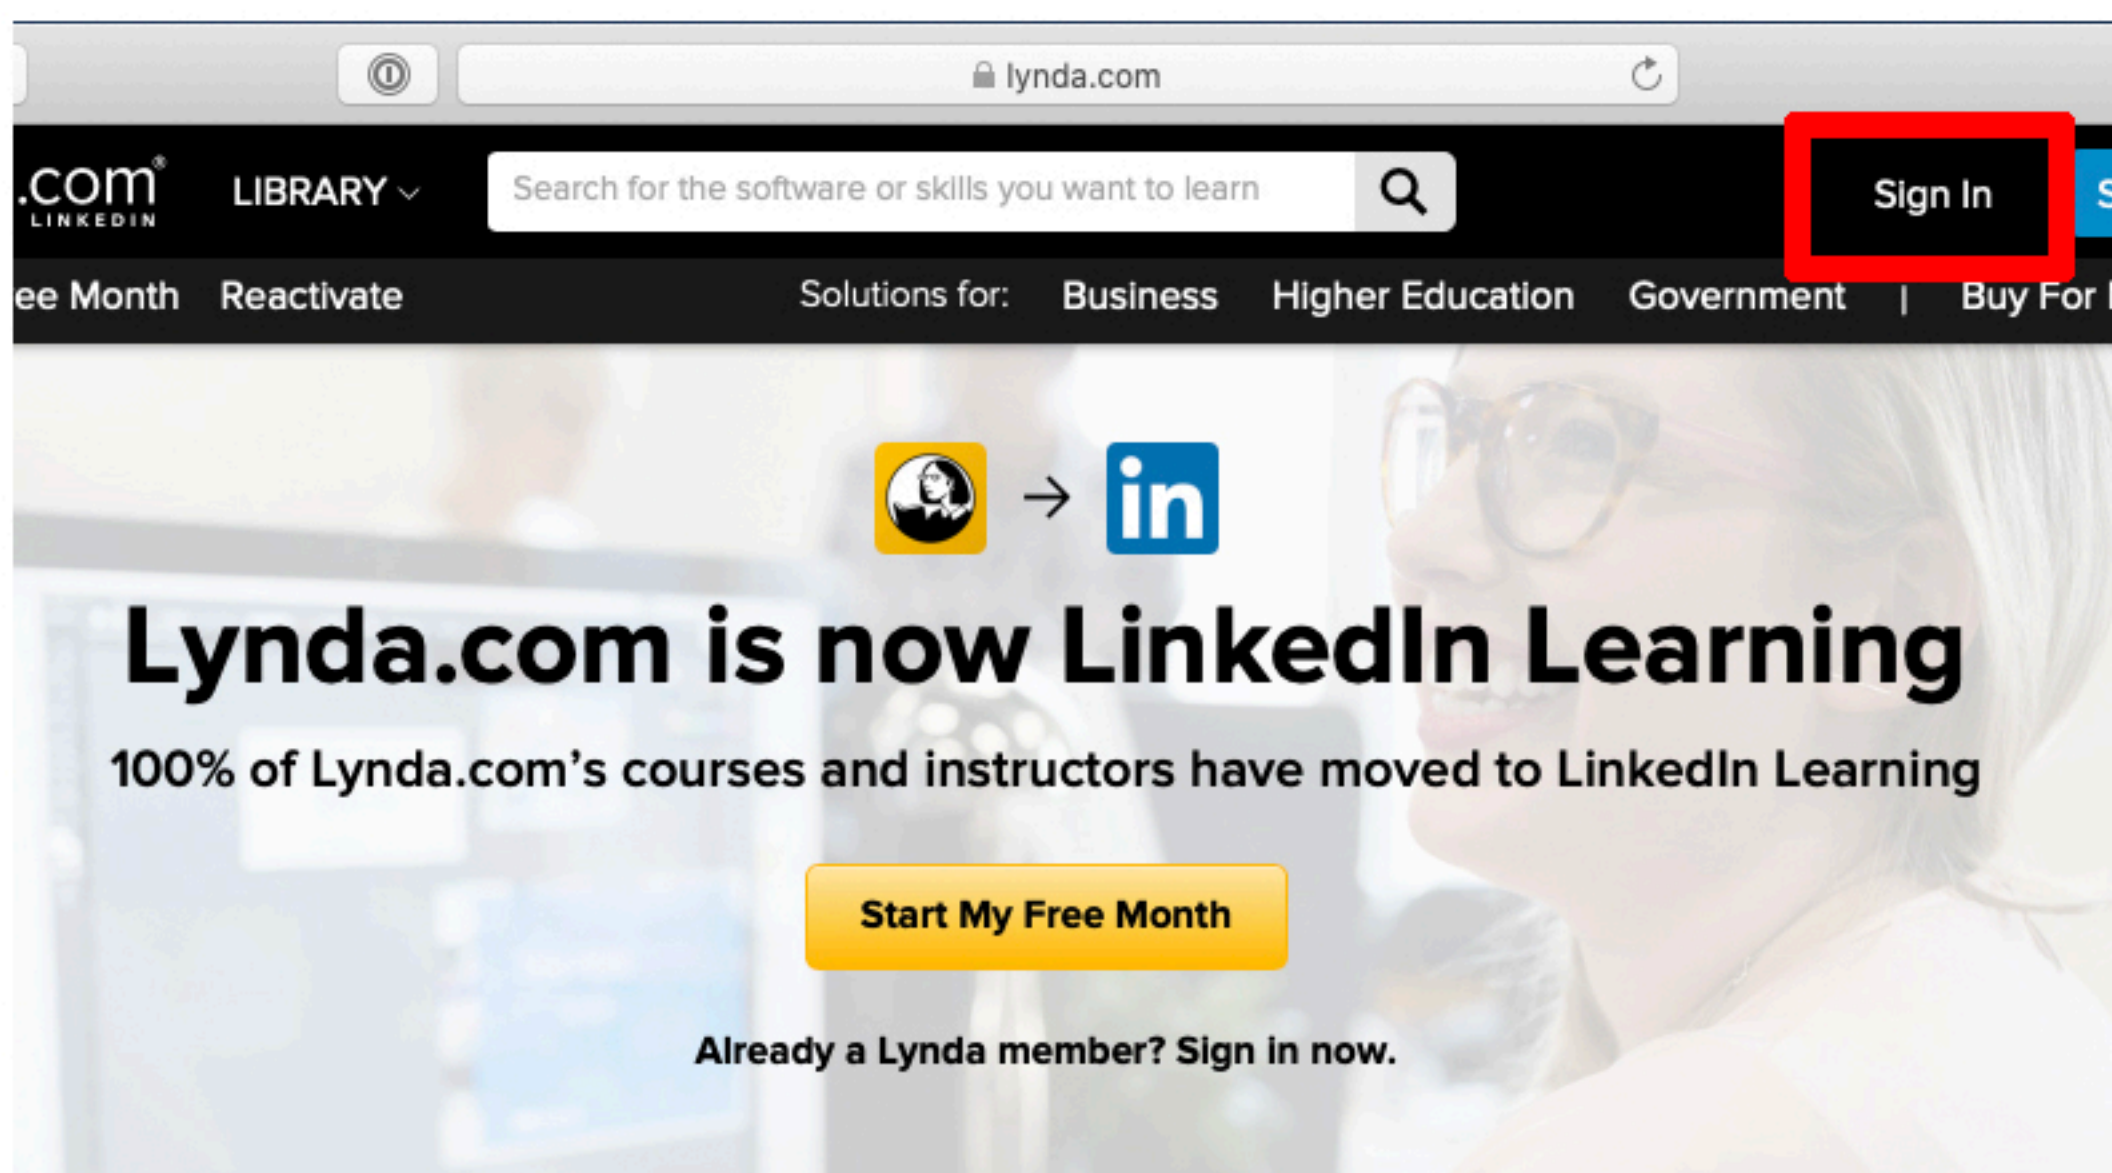 lynda.com
.com®
LINKEDIN
LIBRARY
Search for the software or skills you want to learn
Sign In
S
ee Month Reactivate Solutions for: Business Higher Education Government | Buy For
in
Lynda.com is now LinkedIn Learning
100% of Lynda.com's courses and instructors have moved to LinkedIn Learning
Start My Free Month
Already a Lynda member? Sign in now.